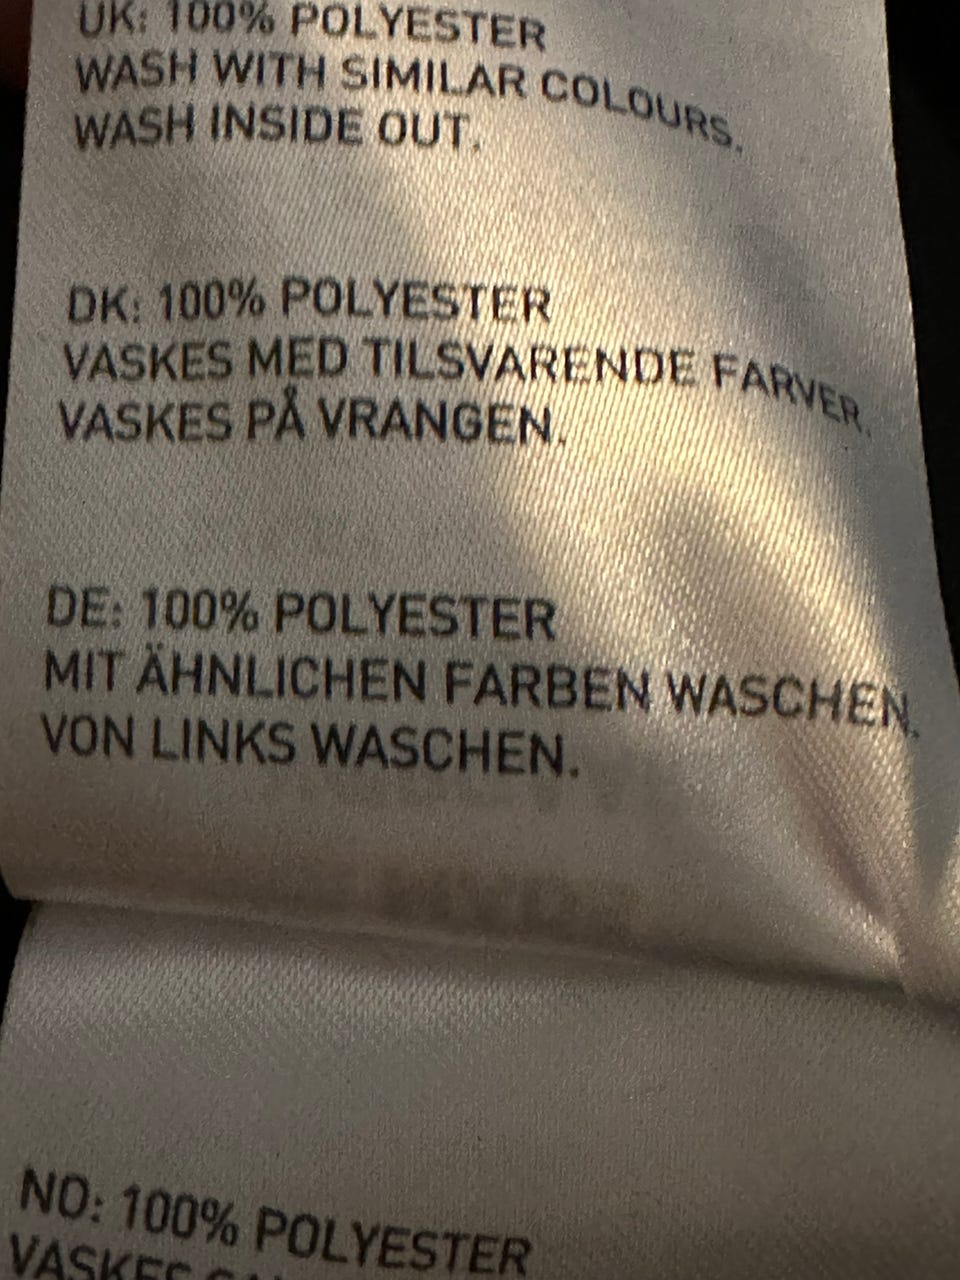 UK: 100% POLYESTER
WASH WITH SIMILAR COLOURS.
WASH INSIDE OUT.
DK: 100% POLYESTER
VASKES MED TILSVARENDE FARVER.
VASKES PÅ VRANGEN.
DE: 100% POLYESTER
MIT ÄHNLICHEN FARBEN WASCHEN.
VON LINKS WASCHEN.
NO: 100% POLYESTER
VASKES